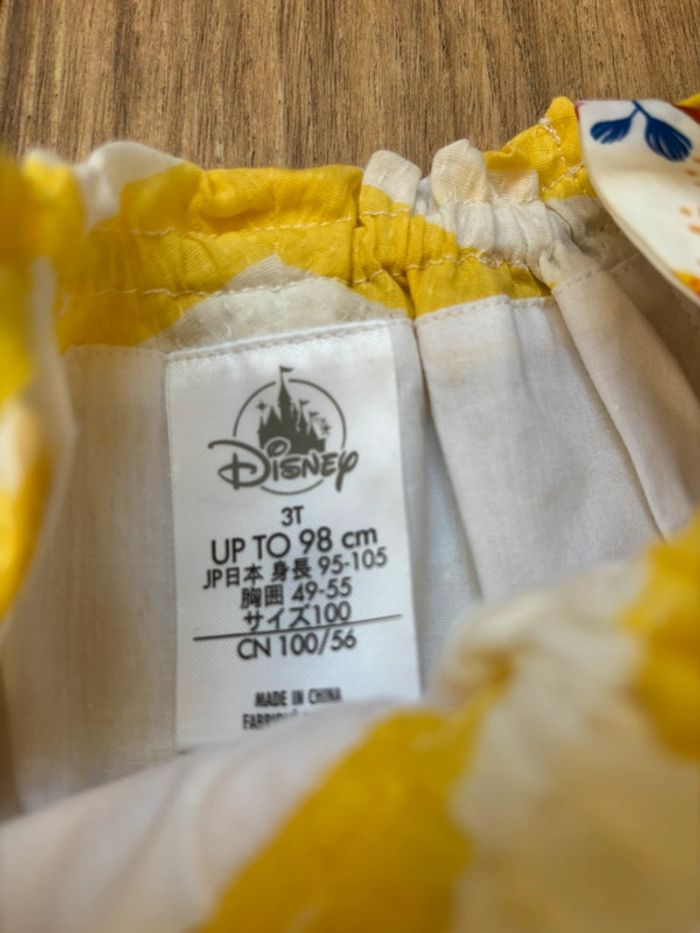 Disney
3T
UP TO 98 cm
JP日本 身長 95-105
胸囲 49-55
サイズ100
CN 100/56
MADE IN CHINA